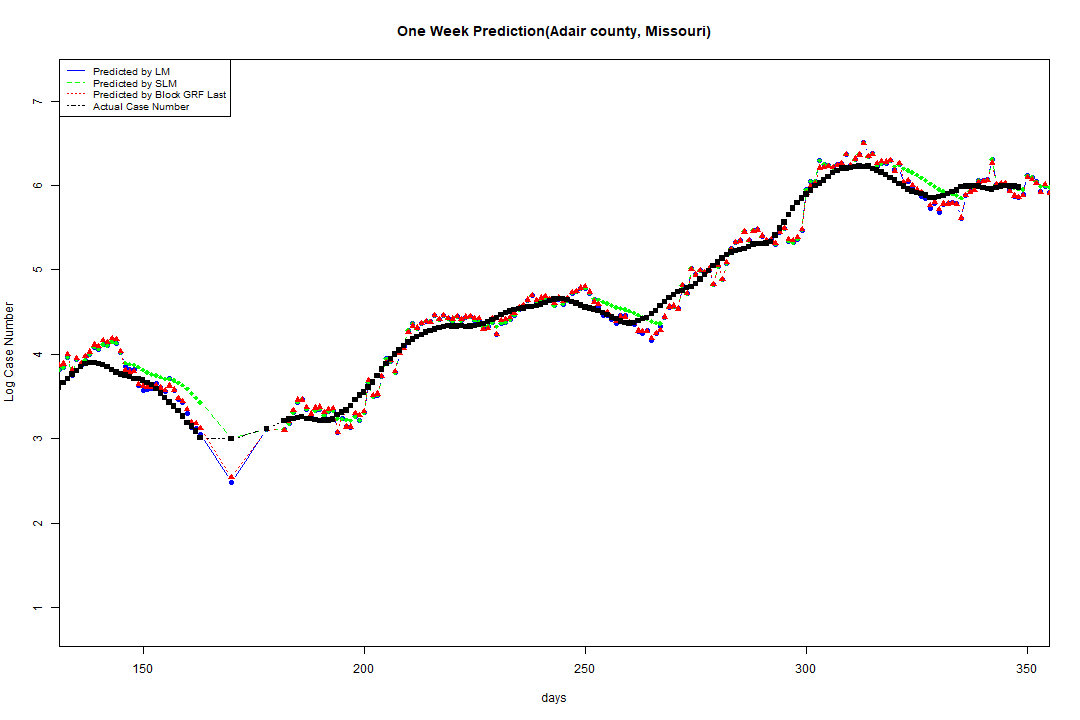 One Week Prediction(Adair county, Missouri)
Predicted by LM
Predicted by SLM
Predicted by Block GRF Last
Actual Case Number
7
6
5
4
3
2
1
Log Case Number
150 200 250 300 350
days